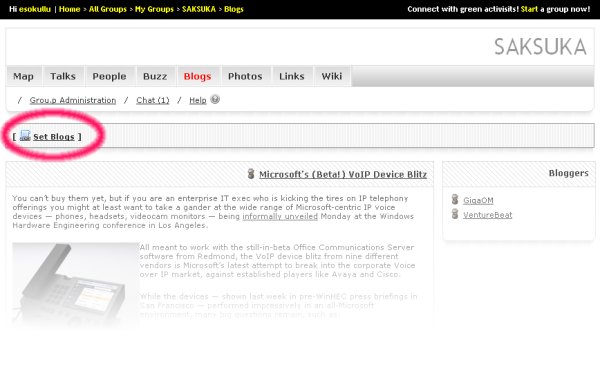 Hi esokullu | Home > All Groups > My Groups > SAKSUKA > Blogs
Connect with green activisits! Start a group now!
SAKSUKA
Map Talks People Buzz Blogs Photos Links Wiki
/ Grou.p Administration / Chat (1) / Help
[ Set Blogs ]
Microsoft's (Beta!) VoIP Device Blitz
You can't buy them yet, but if you are an enterprise IT exec who is kicking the tires on IP telephony
offerings you might at least want to take a gander at the wide range of Microsoft-centric IP voice
devices — phones, headsets, videocam monitors — being informally unveiled Monday at the Windows
Hardware Engineering conference in Los Angeles.
All meant to work with the still-in-beta Office Communications Server
software from Redmond, the VoIP device blitz from nine different
vendors is Microsoft's latest attempt to break into the corporate Voice
over IP market, against established players like Avaya and Cisco.
While the devices — shown last week in pre-WinHEC press briefings in
San Francisco — performed impressively in an all-Microsoft
environment, many big questions remain, such as
Bloggers
GigaOM
VentureBeat